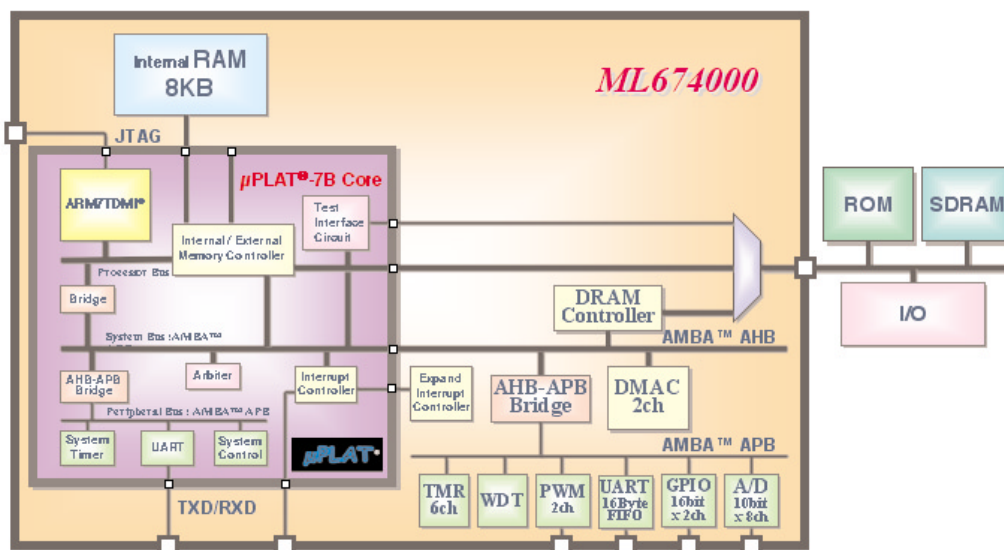 Internal RAM
8KB
ML674000
JTAG
µPLAT®-7B Core
ARM7TDMI®
Test
Interface
Circuit
Internal / External
Memory Controller
ROM
SDRAM
Processor Bus
Bridge
DRAM
Controller
I/O
System Bus : AMBA™
AMBA™ AHB
AHB-APB
Bridge
Arbiter
Interrupt
Controller
Expand
Interrupt
Controller
AHB-APB
Bridge
DMAC
2ch
Peripheral Bus : AMBA™ APB
System
Timer
UART
System
Control
µPLAT®
AMBA™ APB
TMR
6ch
WDT
PWM
2ch
UART
16Byte
FIFO
GPIO
16bit
x 2ch
A/D
10bit
x 8ch
TXD/RXD